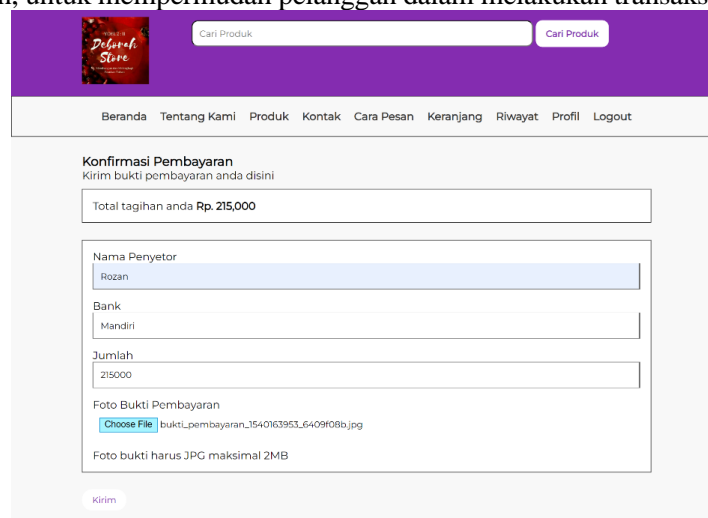 , untuk mempermudah pelanggan dalam melakukan transaks
Deborah
Store
Cari Produk
Cari Produk
Beranda Tentang Kami Produk Kontak Cara Pesan Keranjang Riwayat Profil Logout
Konfirmasi Pembayaran
Kirim bukti pembayaran anda disini
Total tagihan anda Rp. 215,000
Nama Penyetor
Rozan
Bank
Mandiri
Jumlah
215000
Foto Bukti Pembayaran
Choose File bukti_pembayaran_1540163953_6409f08b.jpg
Foto bukti harus JPG maksimal 2MB
Kirim